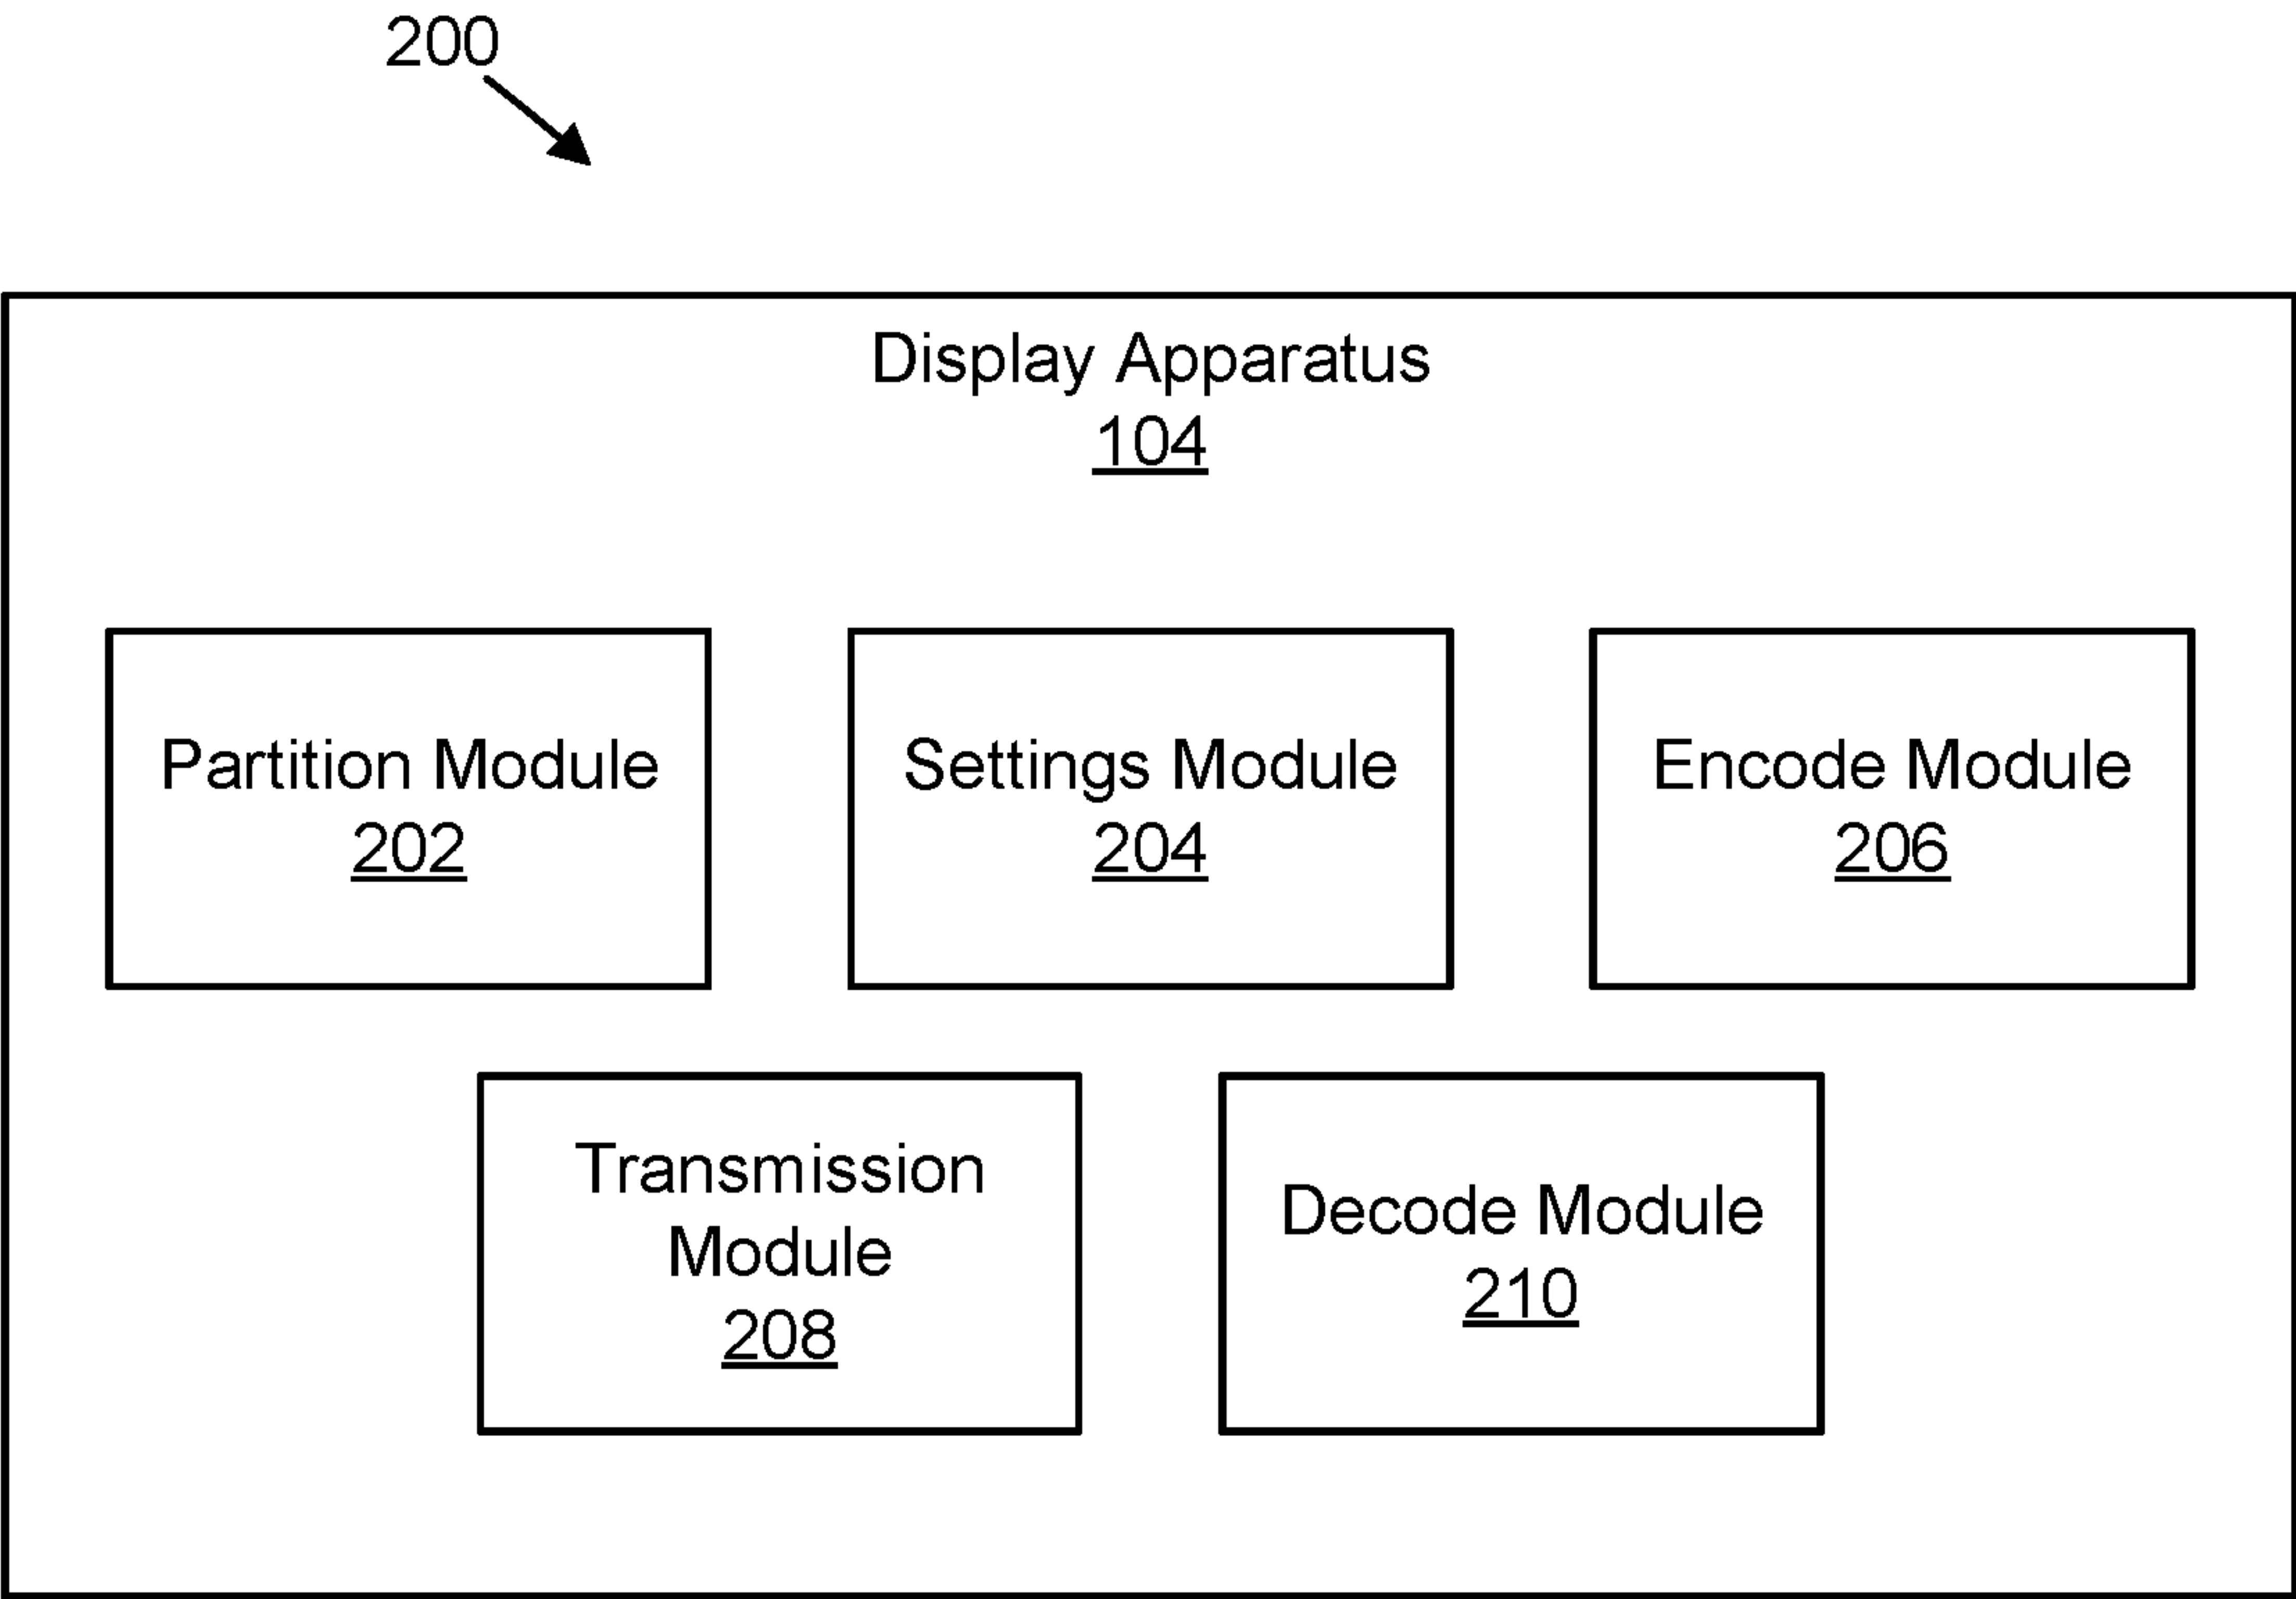 200
Display Apparatus
104
Partition Module
202
Settings Module
204
Encode Module
206
Transmission
Module
208
Decode Module
210